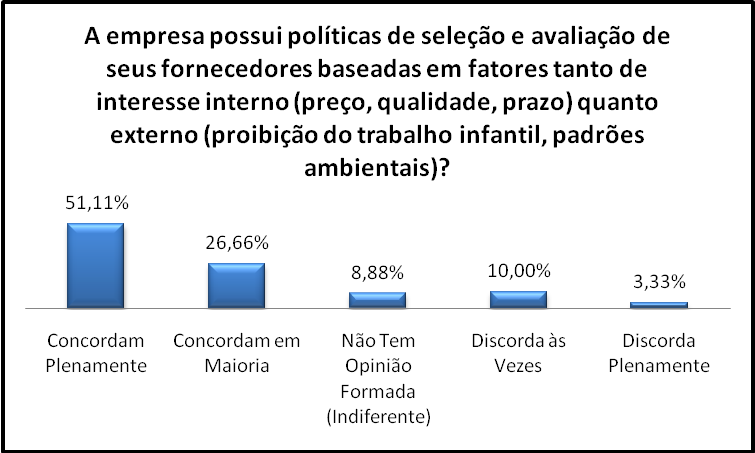 A empresa possui políticas de seleção e avaliação de
seus fornecedores baseadas em fatores tanto de
interesse interno (preço, qualidade, prazo) quanto
externo (proibição do trabalho infantil, padrões
ambientais)?
51,11%
26,66%
8,88%
10,00%
3,33%
Concordam
Plenamente
Concordam em
Maioria
Não Tem
Opinião
Formada
(Indiferente)
Discorda às
Vezes
Discorda
Plenamente